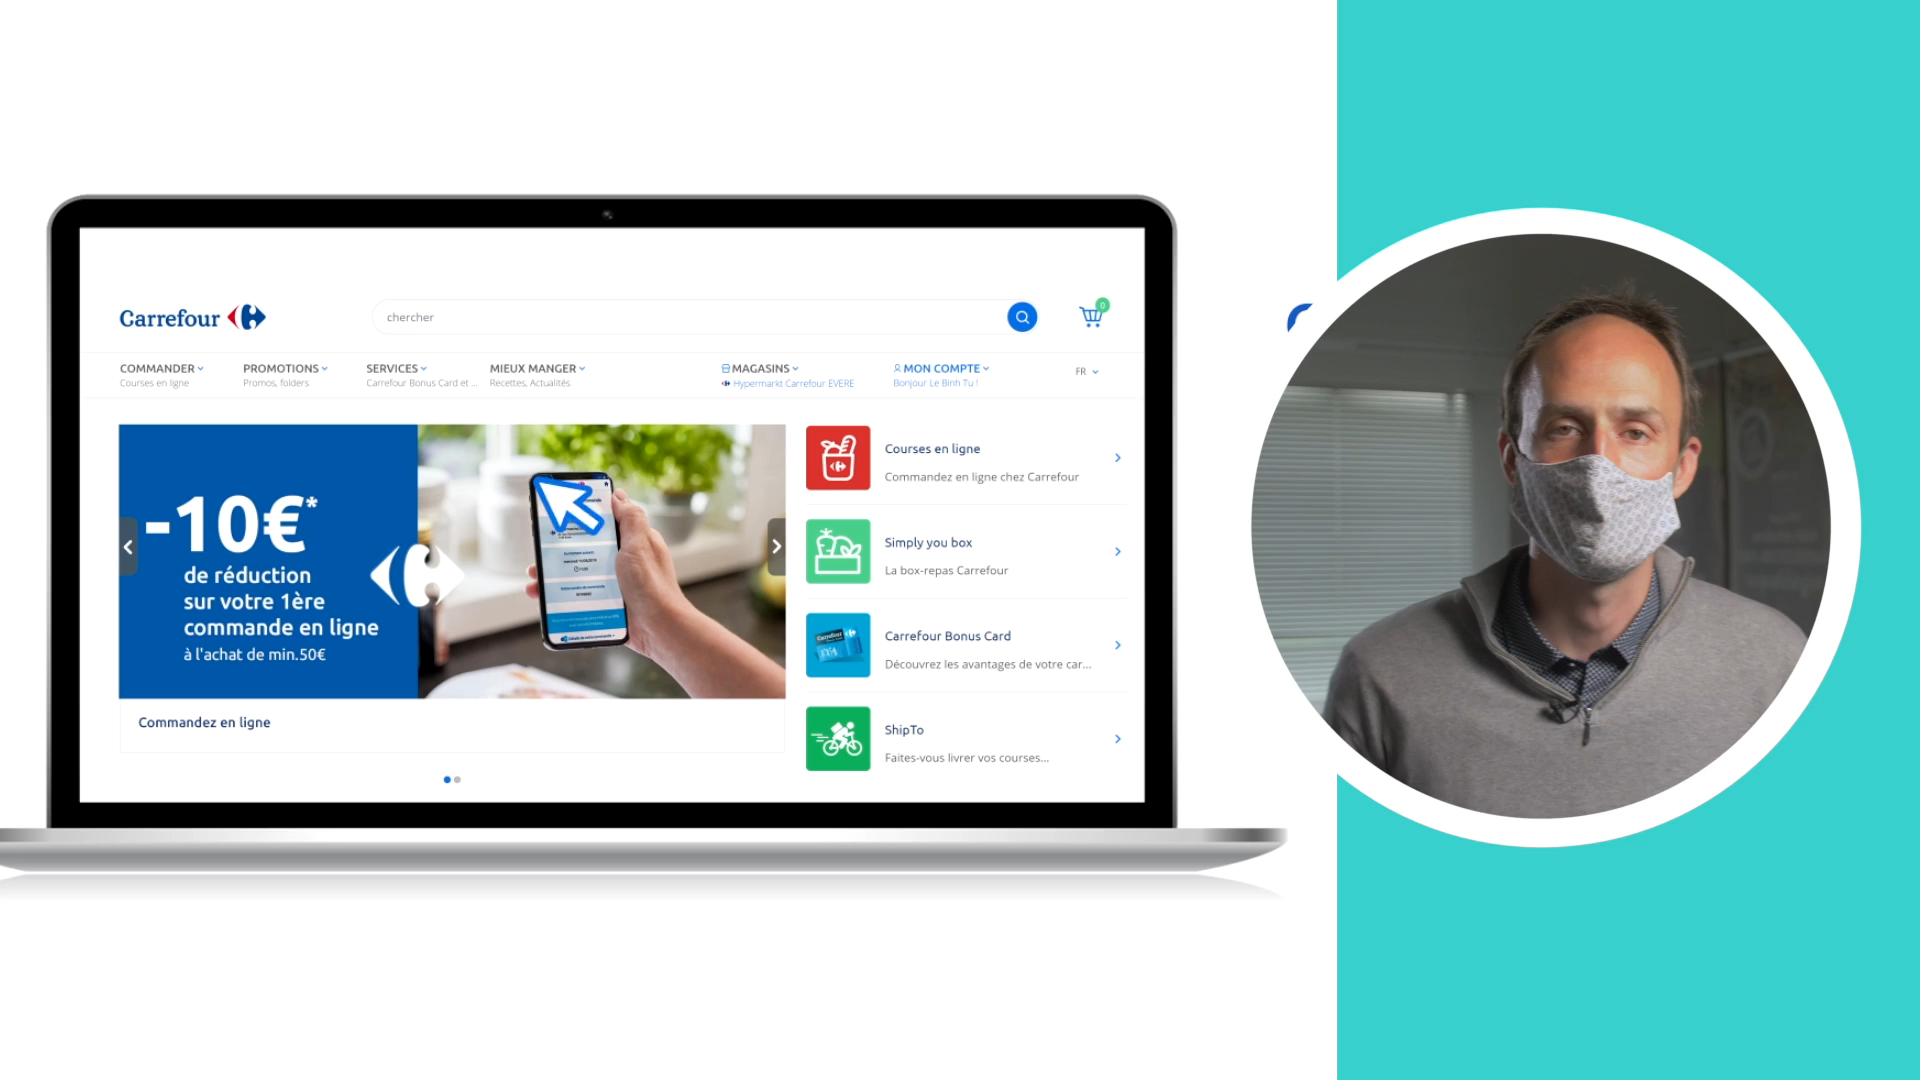 Carrefour
chercher
0
COMMANDER
Courses en ligne
PROMOTIONS
Promos, folders
SERVICES
Carrefour Bonus Card et ...
MIEUX MANGER
Recettes, Actualités
MAGASINS
Hypermarkt Carrefour EVERE
MON COMPTE
Bonjour Le Binh Tu !
FR
-10€*
de réduction
sur votre 1ère
commande en ligne
à l'achat de min.50€
Commandez en ligne
Courses en ligne
Commandez en ligne chez Carrefour
Simply you box
La box-repas Carrefour
Carrefour Bonus Card
Découvrez les avantages de votre car...
ShipTo
Faites-vous livrer vos courses...